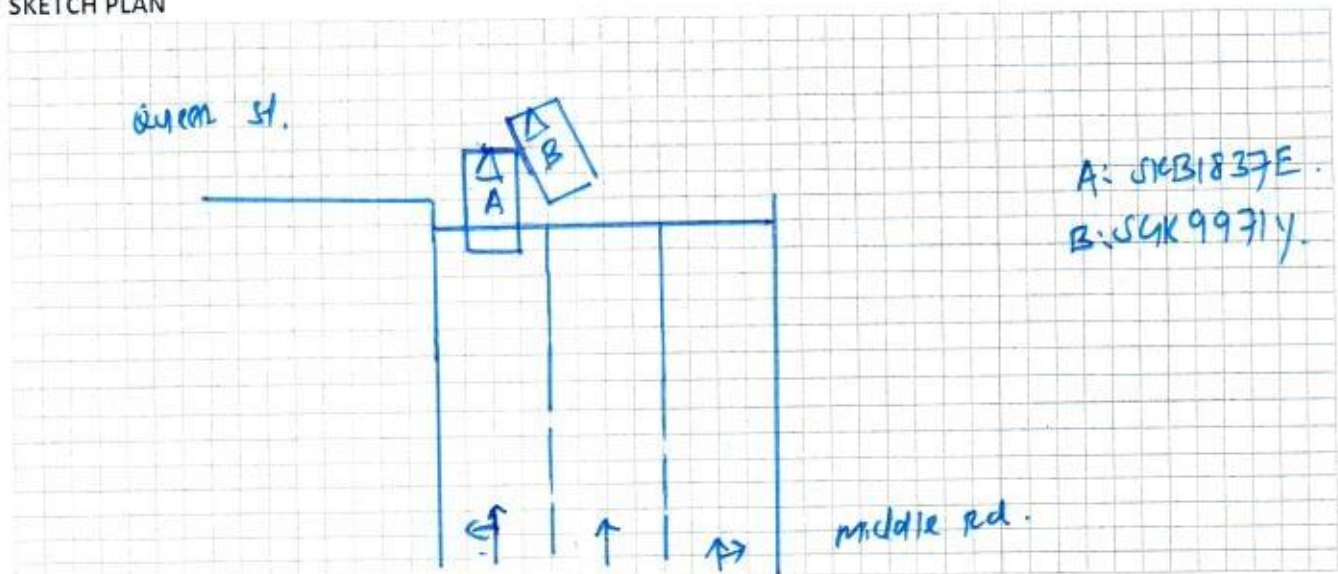 SKETCH PLAN
Queen St.
B
A
A: SKB1837E.
B: SGK9971Y.
Middle Rd.